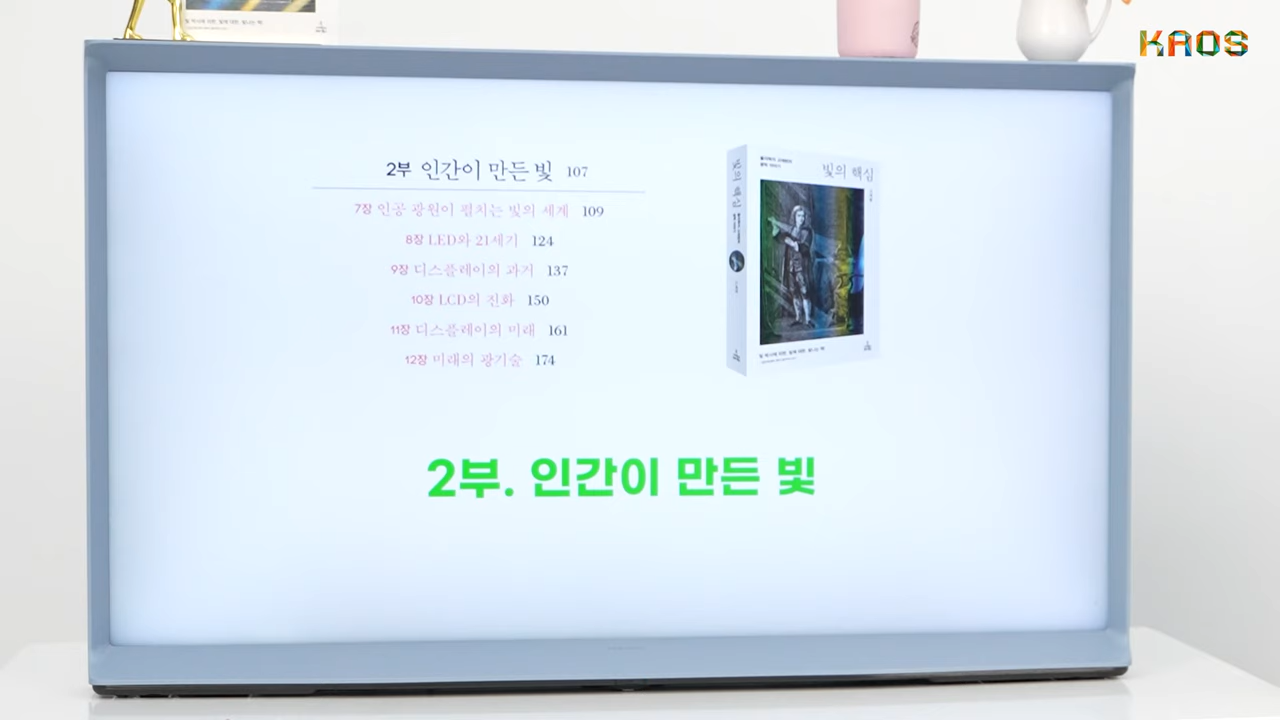 KAOS
2부 인간이 만든 빛 107
7장 인공 광원이 펼치는 빛의 세계 109
8장 LED와 21세기 124
9장 디스플레이의 과거 137
10장 LCD의 진화 150
11장 디스플레이의 미래 161
12장 미래의 광기술 174
빛의 핵심
빛의 핵심
2부. 인간이 만든 빛